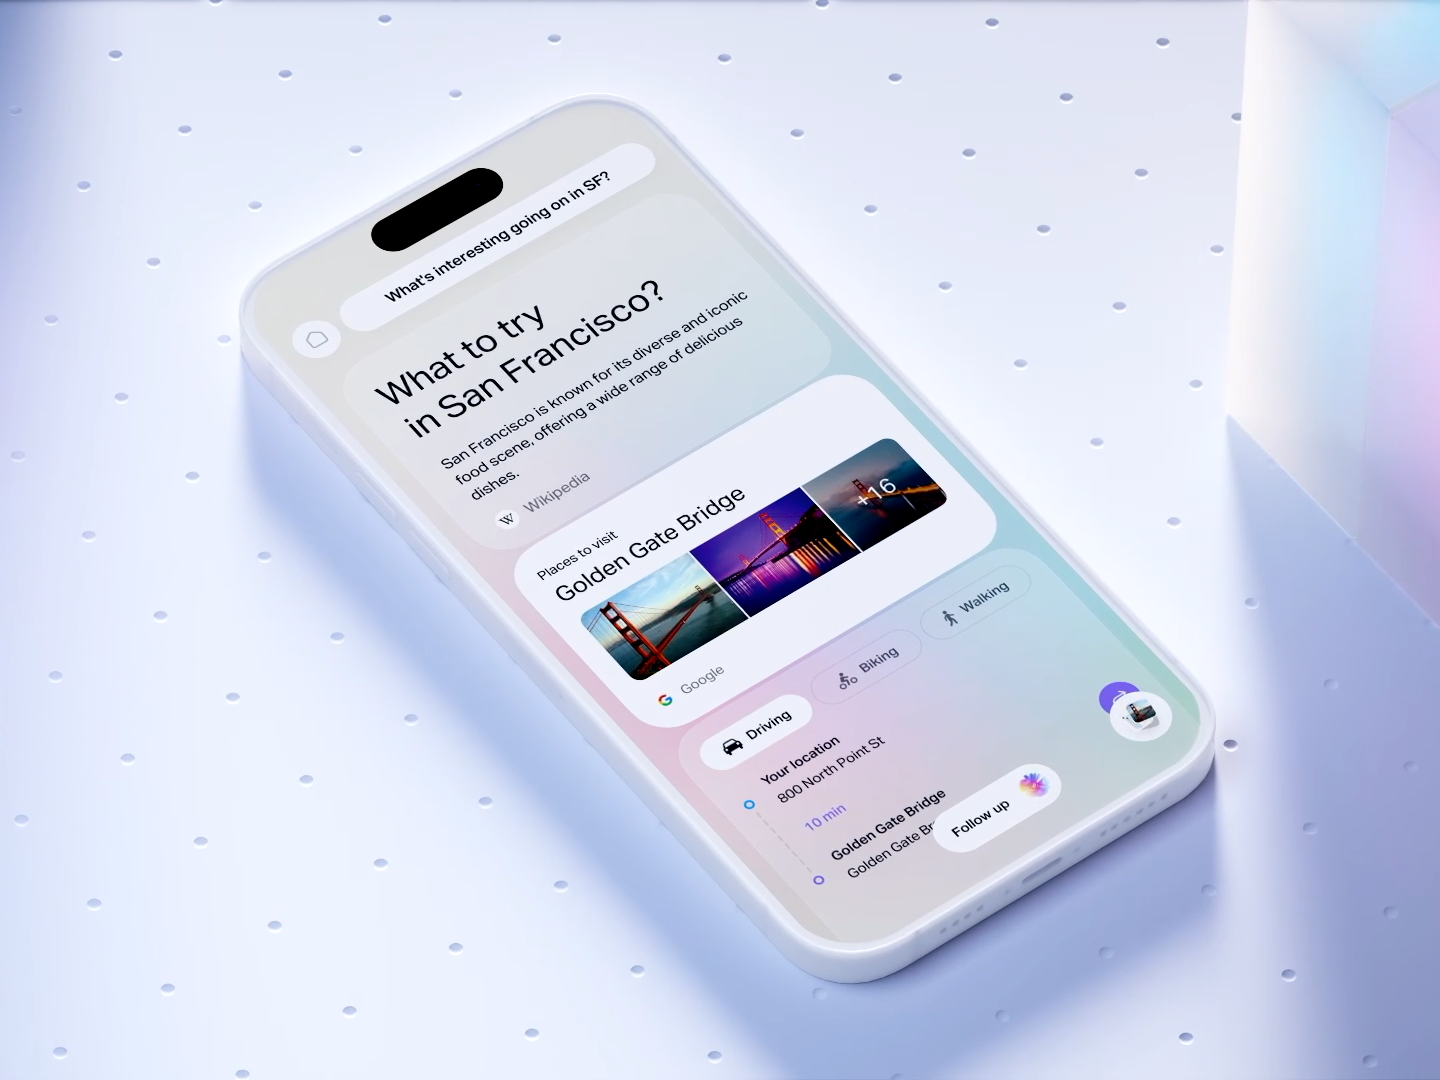 What's interesting going on in SF?
What to try
in San Francisco?
San Francisco is known for its diverse and iconic
food scene, offering a wide range of delicious
dishes.
W Wikipedia
Places to visit
Golden Gate Bridge
+16
G Google
Driving
Biking
Walking
Your location
800 North Point St
10 min
Golden Gate Bridge
Golden Gate
Follow up